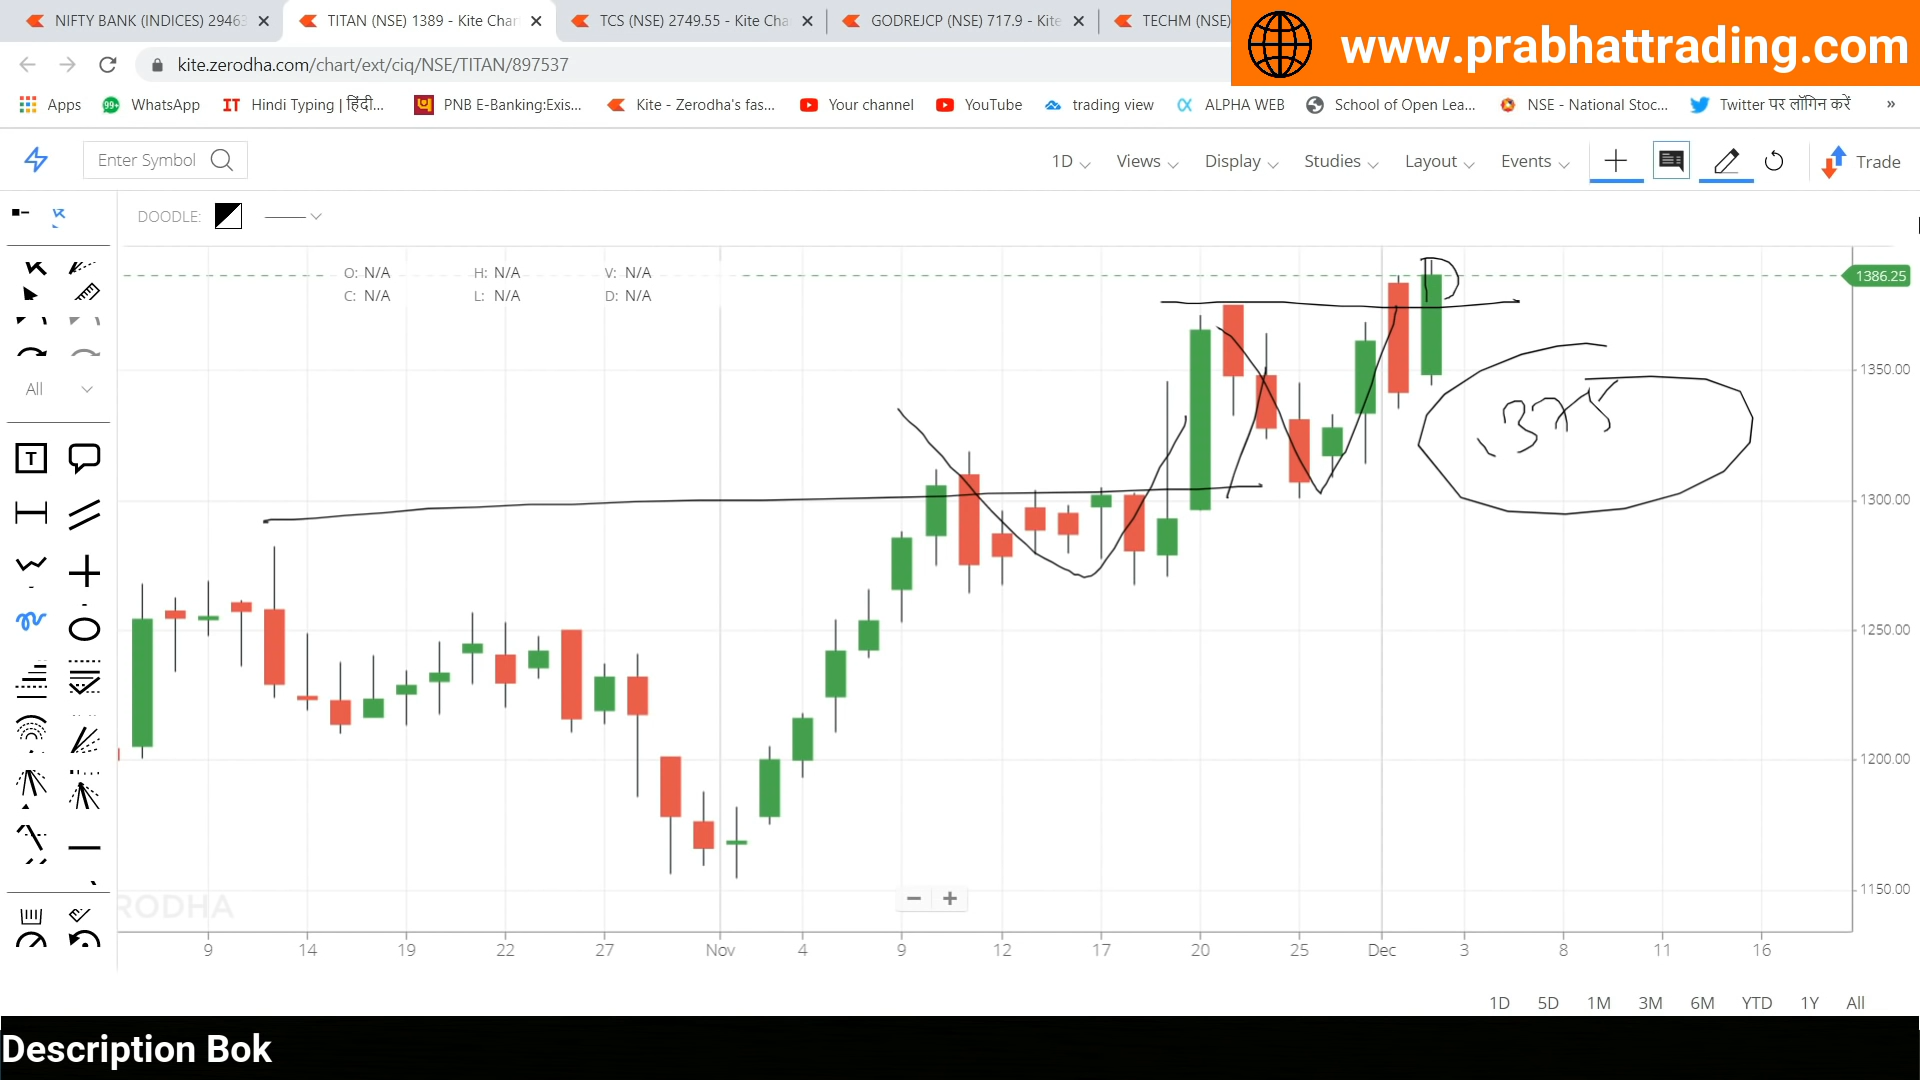 NIFTY BANK (INDICES) 29463
TITAN (NSE) 1389 - Kite Char
TCS (NSE) 2749.55 - Kite Cha
GODREJCP (NSE) 717.9 - Kite
TECHM (NSE)
www.prabhattrading.com
kite.zerodha.com/chart/ext/ciq/NSE/TITAN/897537
Apps
99+
WhatsApp
IT
Hindi Typing | हिंदी...
PNB E-Banking:Exis...
Kite - Zerodha's fas...
Your channel
YouTube
trading view
ALPHA WEB
School of Open Lea...
NSE - National Stoc...
Twitter पर लॉगिन करें
»
Enter Symbol
1D
Views
Display
Studies
Layout
Events
Trade
DOODLE:
O: N/A H: N/A V: N/A
C: N/A L: N/A D: N/A
All
T
1386.25
1350.00
1300.00
1250.00
1200.00
1150.00
1375
RODHA
9 14 19 22 27 Nov 4 9 12 17 20 25 Dec 3 8 11 16
1D 5D 1M 3M 6M YTD 1Y All
Description Bok